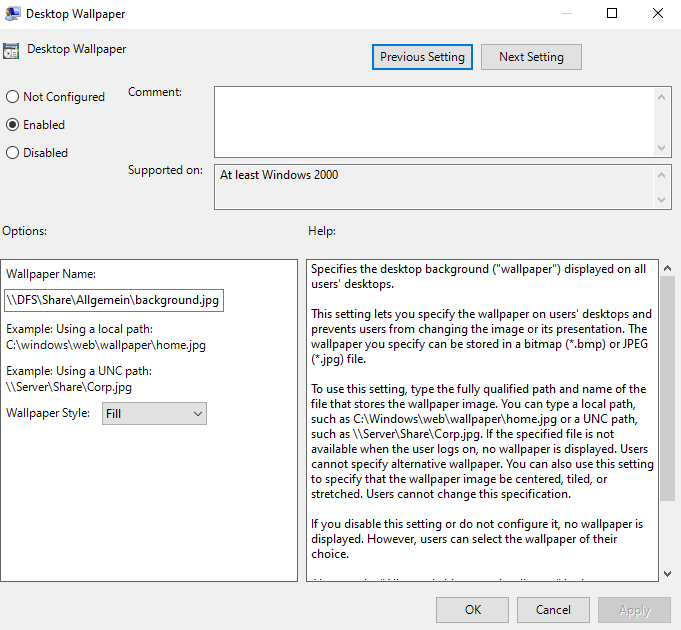 Desktop Wallpaper
Desktop Wallpaper
Previous Setting
Next Setting
Not Configured
Enabled
Disabled
Comment:
Supported on:
At least Windows 2000
Options:
Help:
Wallpaper Name:
\\DFS\Share\Allgemein\background.jpg
Example: Using a local path:
C:\windows\web\wallpaper\home.jpg
Example: Using a UNC path:
\\Server\Share\Corp.jpg
Wallpaper Style:
Fill
Specifies the desktop background ("wallpaper") displayed on all
users' desktops.
This setting lets you specify the wallpaper on users' desktops and
prevents users from changing the image or its presentation. The
wallpaper you specify can be stored in a bitmap (*.bmp) or JPEG
(*.jpg) file.
To use this setting, type the fully qualified path and name of the
file that stores the wallpaper image. You can type a local path,
such as C:\Windows\web\wallpaper\home.jpg or a UNC path,
such as \\Server\Share\Corp.jpg. If the specified file is not
available when the user logs on, no wallpaper is displayed. Users
cannot specify alternative wallpaper. You can also use this setting
to specify that the wallpaper image be centered, tiled, or
stretched. Users cannot change this specification.
If you disable this setting or do not configure it, no wallpaper is
displayed. However, users can select the wallpaper of their
choice.
OK
Cancel
Apply